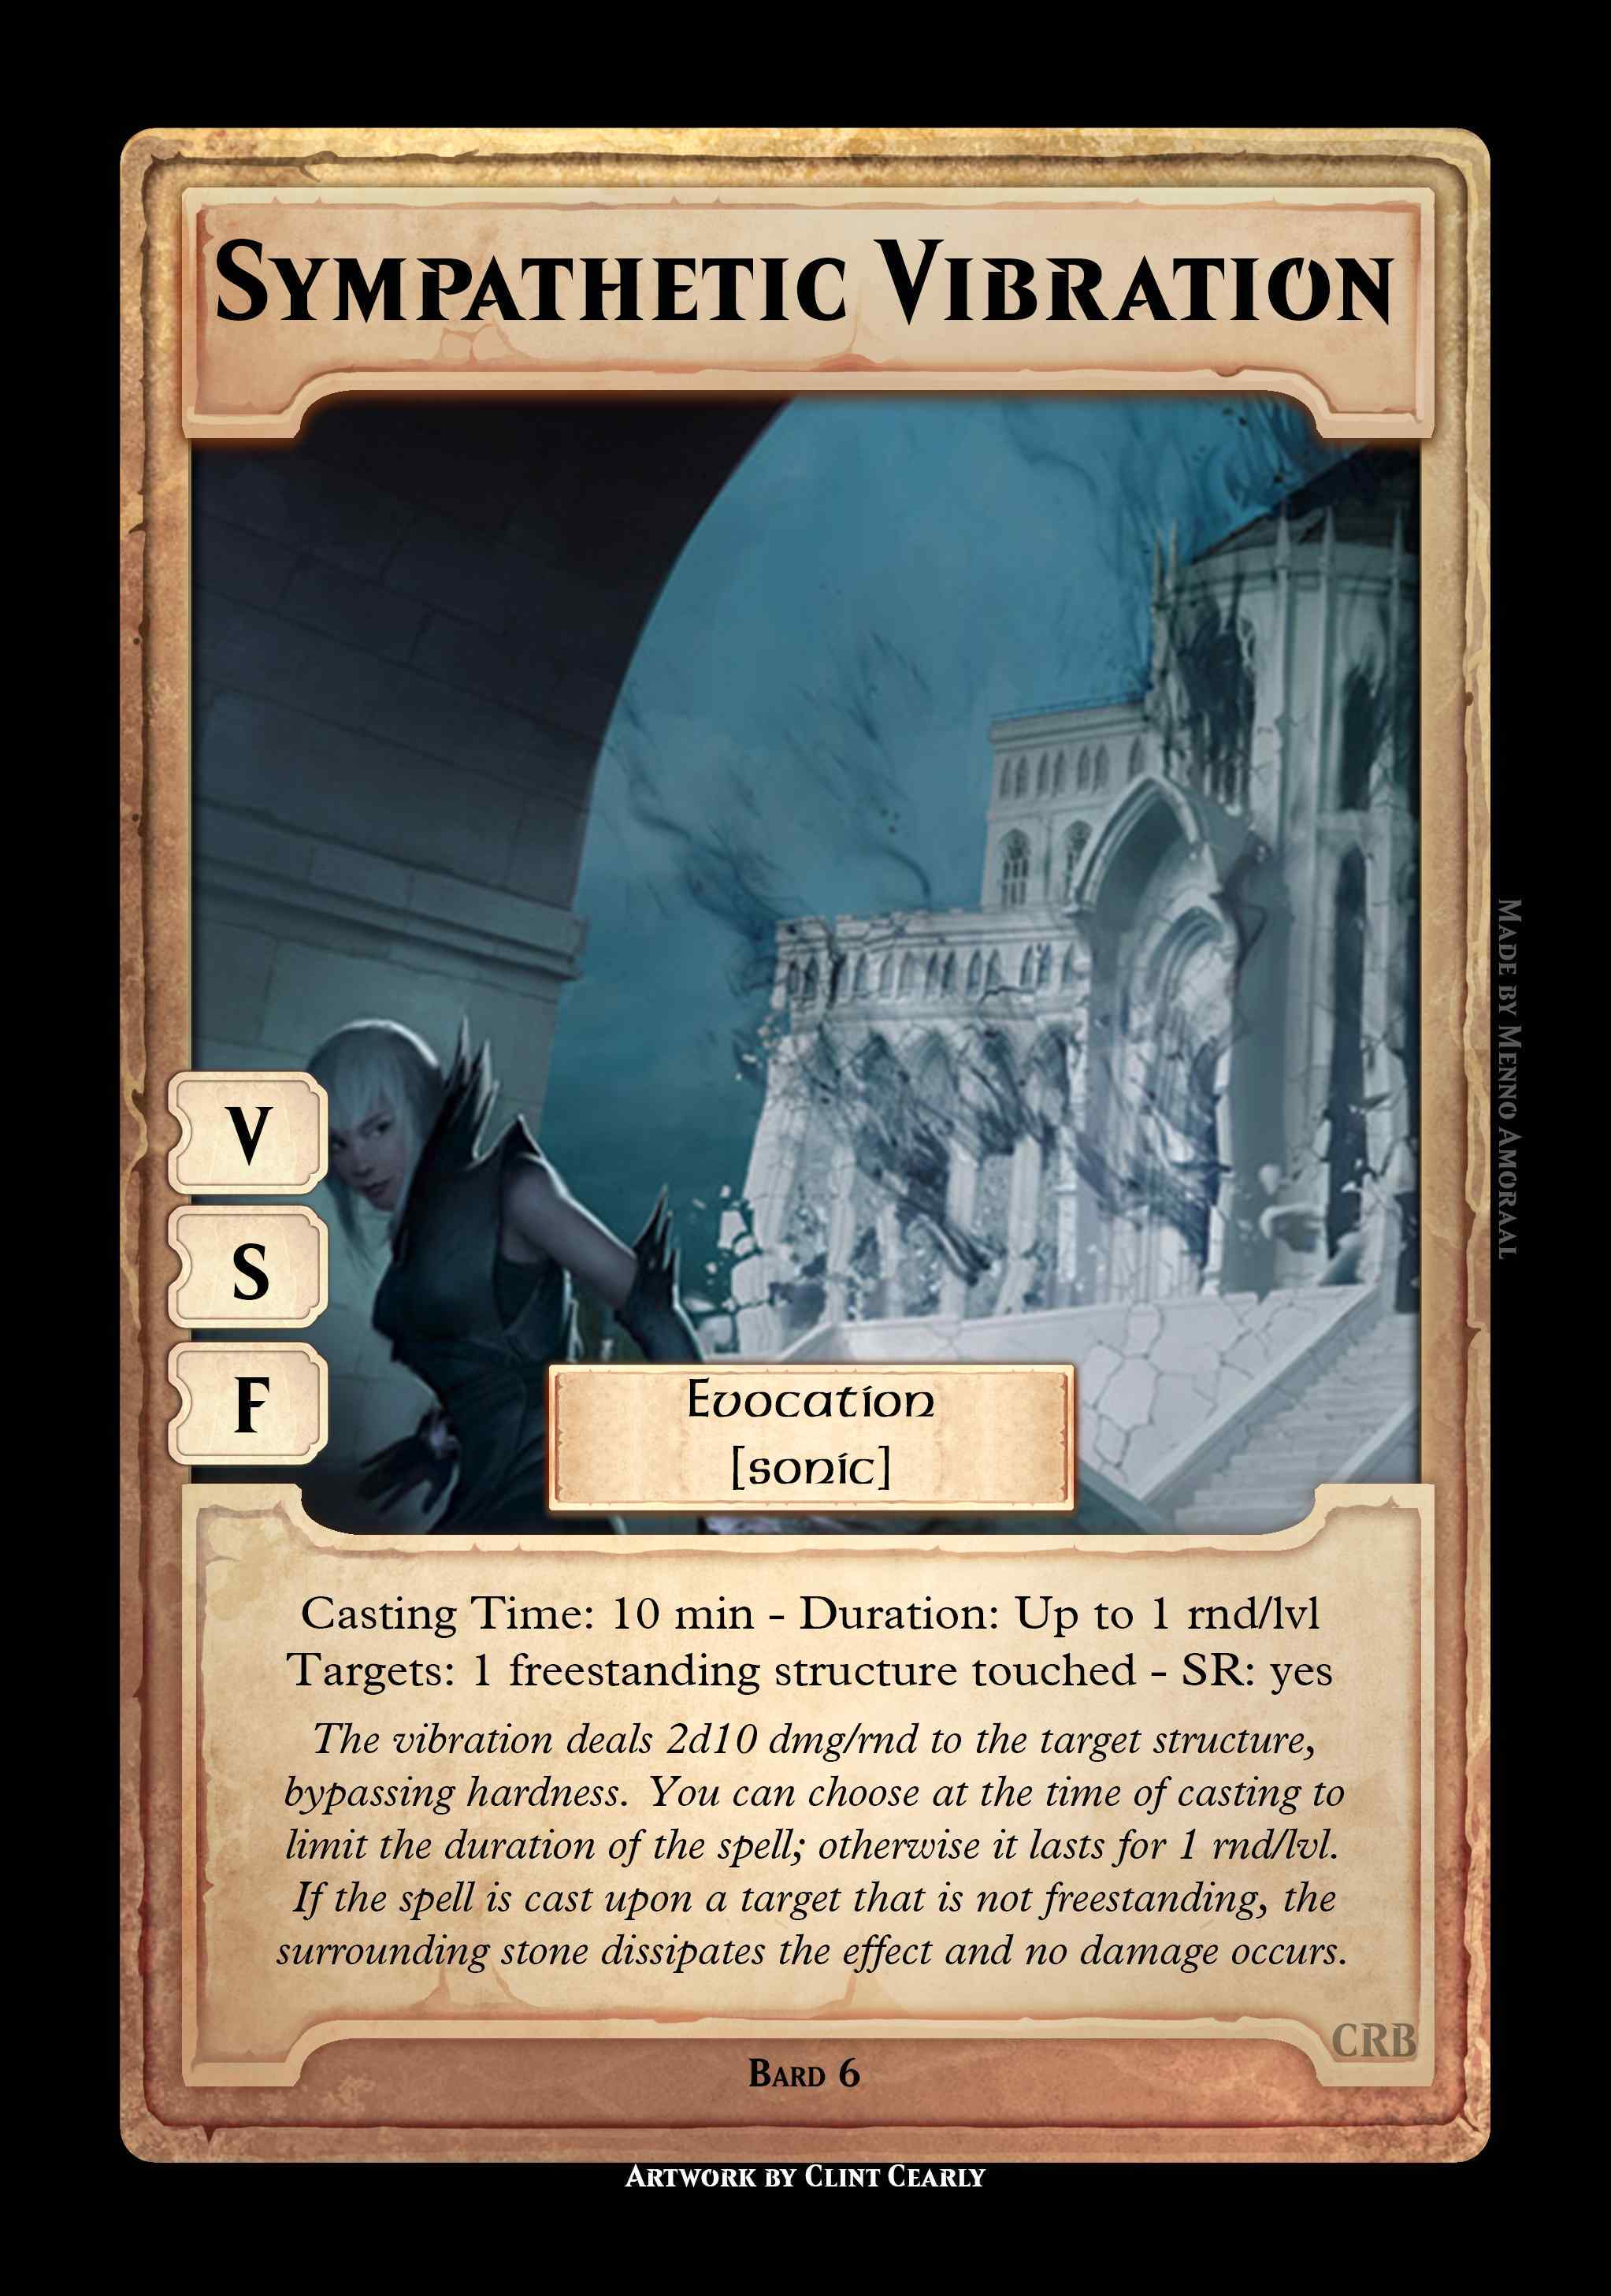 Sympathetic Vibration
V
S
F
Evocation
[sonic]
Casting Time: 10 min - Duration: Up to 1 rnd/lvl
Targets: 1 freestanding structure touched - SR: yes
The vibration deals 2d10 dmg/rnd to the target structure,
bypassing hardness. You can choose at the time of casting to
limit the duration of the spell; otherwise it lasts for 1 rnd/lvl.
If the spell is cast upon a target that is not freestanding, the
surrounding stone dissipates the effect and no damage occurs.
CRB
Bard 6
Artwork by Clint Cearly
Made by Menno Amoraal